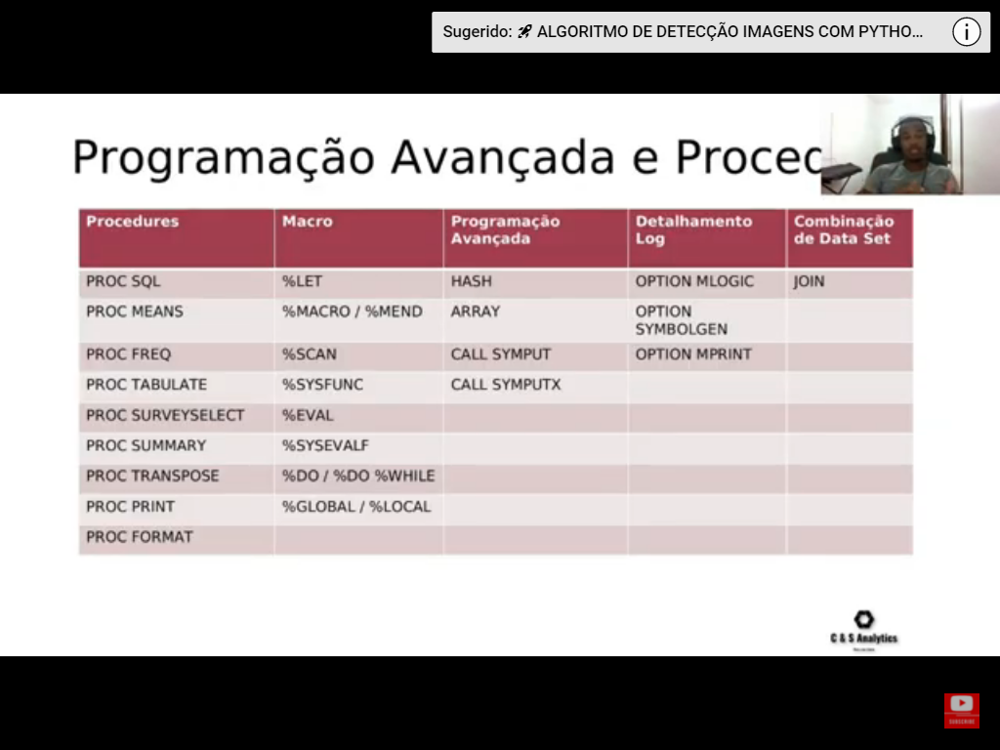 Sugerido: 🚀 ALGORITMO DE DETECÇÃO IMAGENS COM PYTHO...
Programação Avançada e Proced
Procedures Macro Programação Avançada Detalhamento Log Combinação de Data Set
PROC SQL %LET HASH OPTION MLOGIC JOIN
PROC MEANS %MACRO / %MEND ARRAY OPTION SYMBOLGEN
PROC FREQ %SCAN CALL SYMPUT OPTION MPRINT
PROC TABULATE %SYSFUNC CALL SYMPUTX
PROC SURVEYSELECT %EVAL
PROC SUMMARY %SYSEVALF
PROC TRANSPOSE %DO / %DO %WHILE
PROC PRINT %GLOBAL / %LOCAL
PROC FORMAT
C & S Analytics
SUBSCRIBE